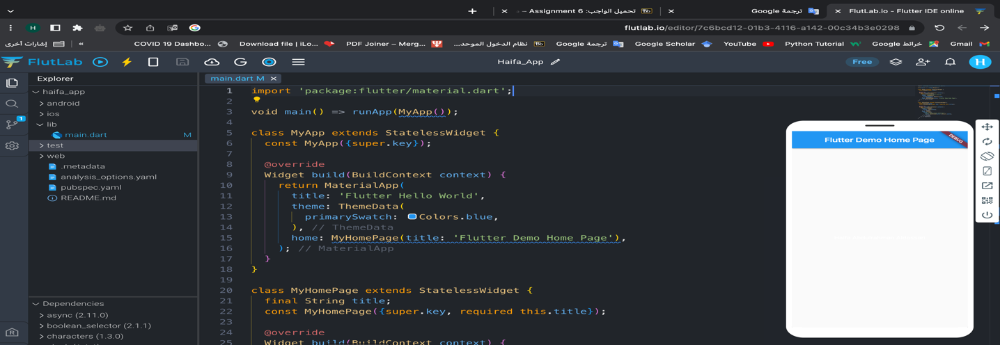 FlutLab.io - Flutter IDE online
ترجمة Google
تحميل الواجب: Assignment 6 –
flutlab.io/editor/7c6bcd12-01b3-4116-a142-00c34b3e0298
H
Gmail
خرائط Google
Python Tutorial
YouTube
Google Scholar
ترجمة Google
نظام الدخول الموحد...
PDF Joiner – Merg...
Download file | iLo...
COVID 19 Dashbo...
»
إشارات أخرى
FlutLab
Haifa_App
Free
H
Explorer
main.dart M
haifa_app
android
ios
lib
main.dart M
test
web
.metadata
analysis_options.yaml
pubspec.yaml
README.md
1
Dependencies
async (2.11.0)
boolean_selector (2.1.1)
characters (1.3.0)
1 import 'package:flutter/material.dart';
2
3 void main() => runApp(MyApp());
4
5 class MyApp extends StatelessWidget {
6 const MyApp({super.key});
7
8 @override
9 Widget build(BuildContext context) {
10 return MaterialApp(
11 title: 'Flutter Hello World',
12 theme: ThemeData(
13 primarySwatch: Colors.blue,
14 ), // ThemeData
15 home: MyHomePage(title: 'Flutter Demo Home Page'),
16 ); // MaterialApp
17 }
18 }
19
20 class MyHomePage extends StatelessWidget {
21 final String title;
22 const MyHomePage({super.key, required this.title});
23
24 @override
25 Widget build(BuildContext context) {
Flutter Demo Home Page
DEBUG